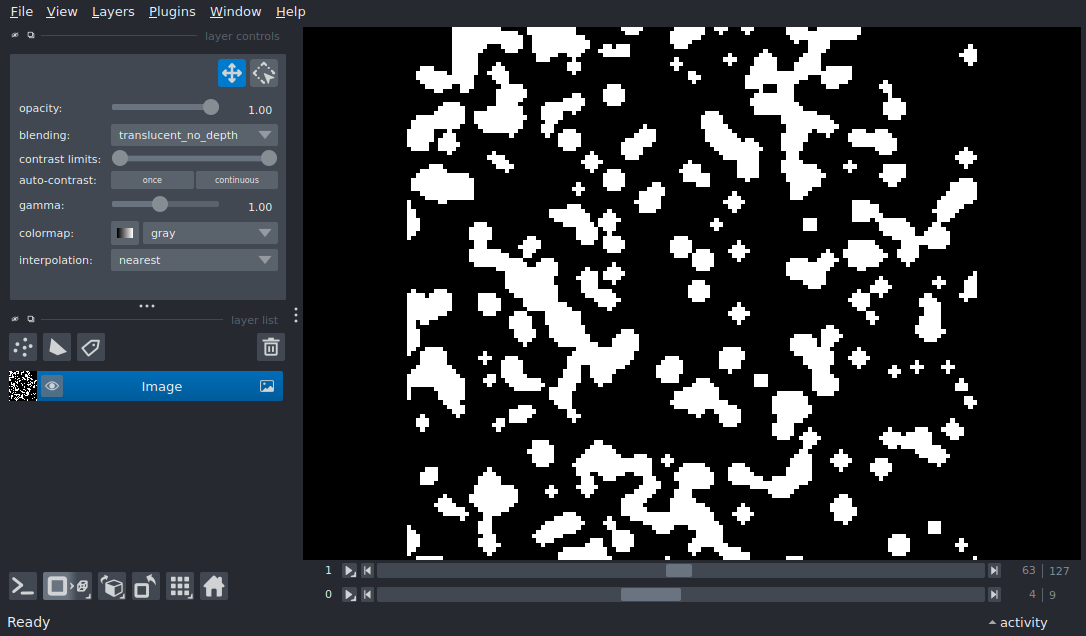 File View Layers Plugins Window Help
layer controls
opacity: 1.00
blending: translucent_no_depth
contrast limits:
auto-contrast: once continuous
gamma: 1.00
colormap: gray
interpolation: nearest
layer list
Image
1 63 127
0 4 9
Ready activity